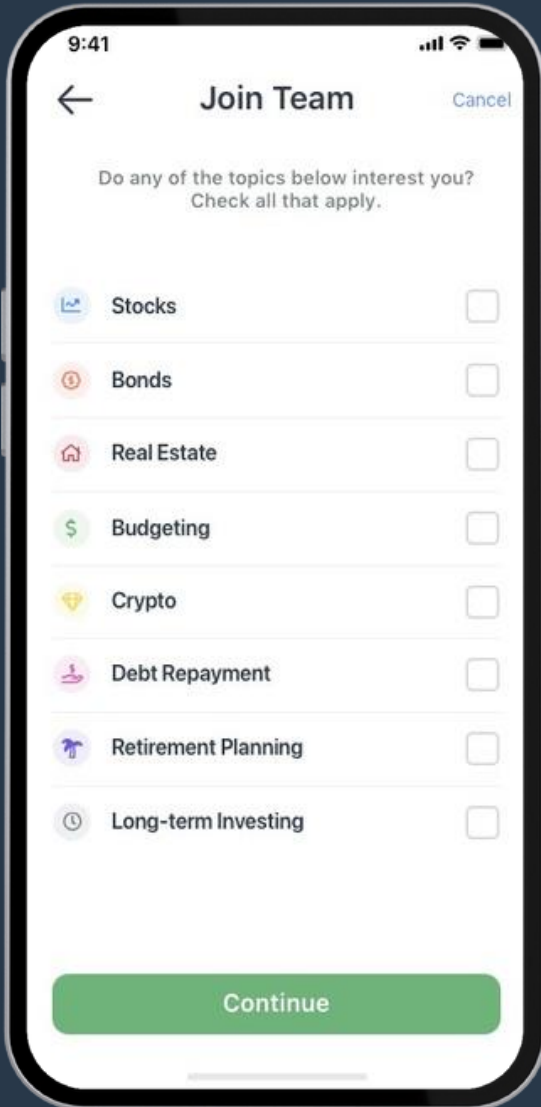 9:41
Join Team
Cancel
Do any of the topics below interest you?
Check all that apply.
Stocks
Bonds
Real Estate
Budgeting
Crypto
Debt Repayment
Retirement Planning
Long-term Investing
Continue